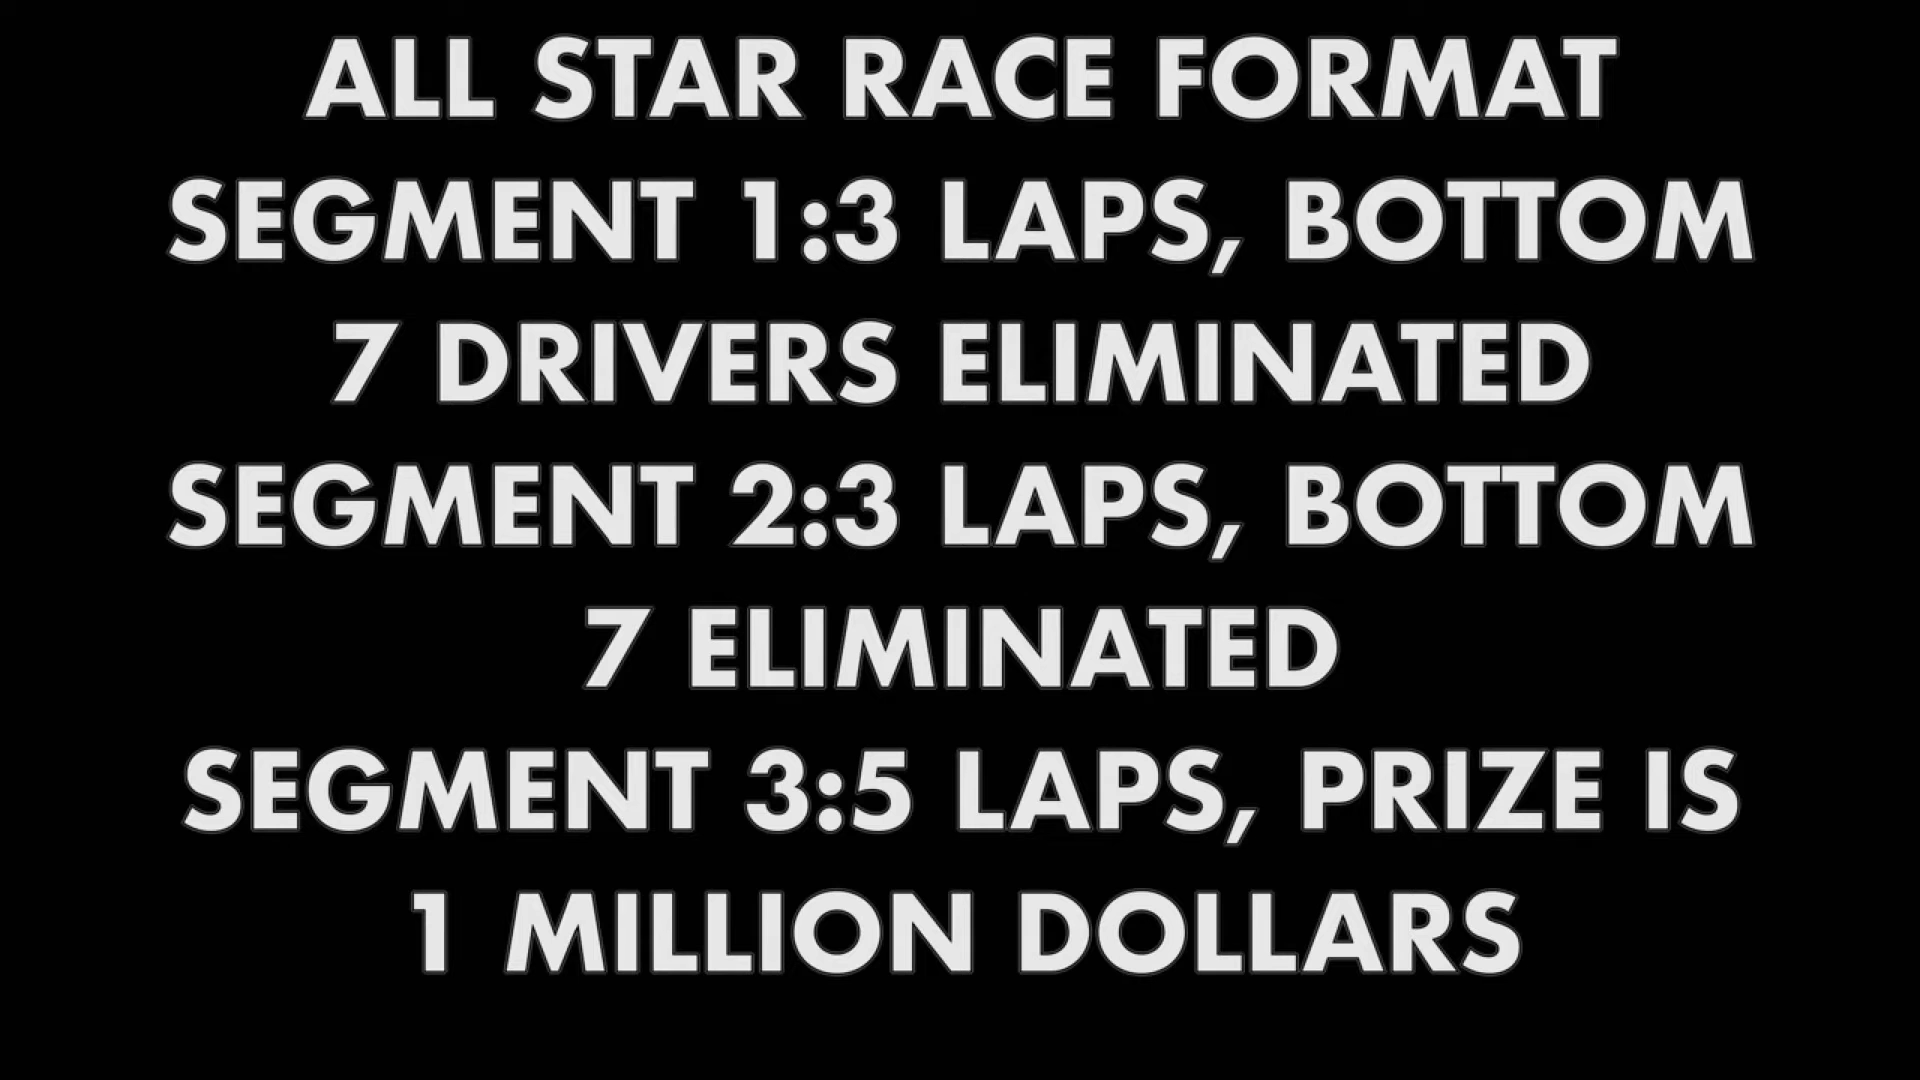 ALL STAR RACE FORMAT
SEGMENT 1:3 LAPS, BOTTOM
7 DRIVERS ELIMINATED
SEGMENT 2:3 LAPS, BOTTOM
7 ELIMINATED
SEGMENT 3:5 LAPS, PRIZE IS
1 MILLION DOLLARS